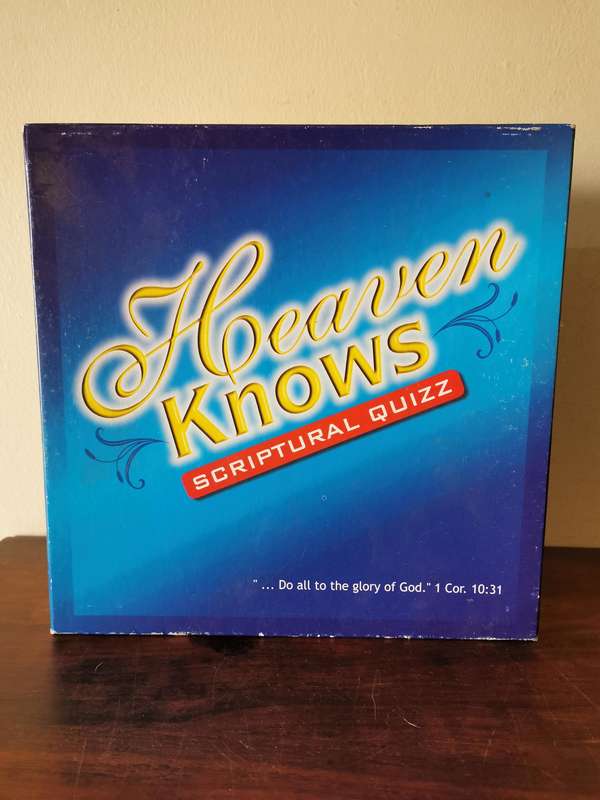 Heaven
Knows
SCRIPTURAL QUIZZ
"... Do all to the glory of God." 1 Cor. 10:31